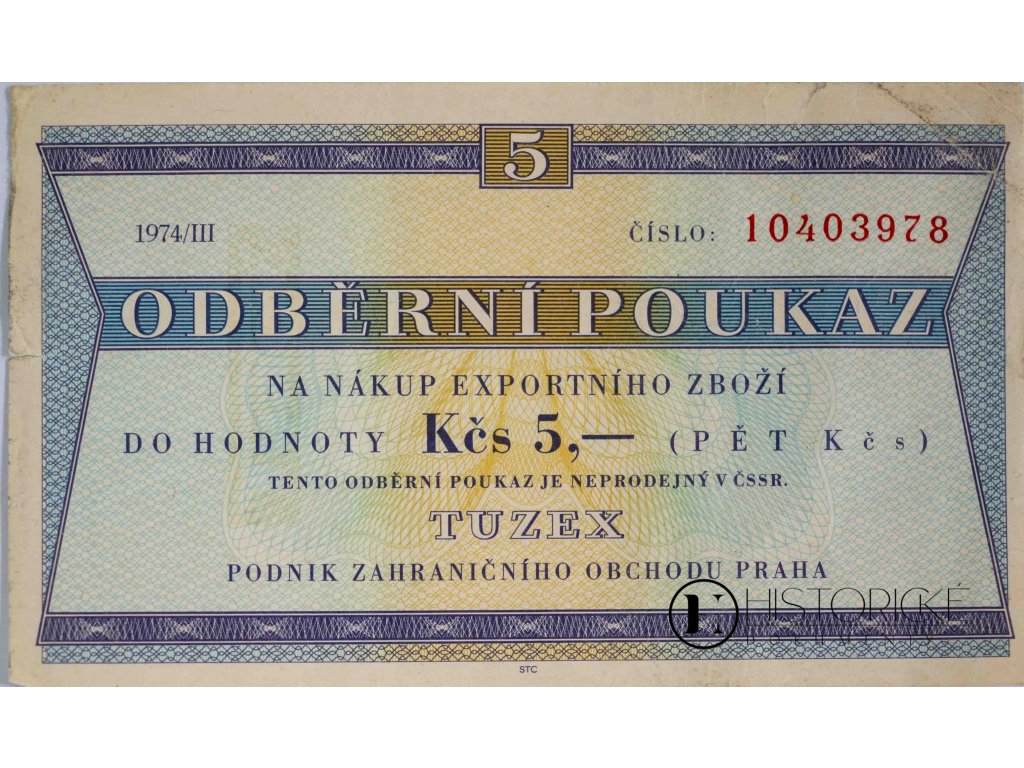 5
1974/III ČÍSLO: 10403978
ODBĚRNÍ POUKAZ
NA NÁKUP EXPORTNÍHO ZBOŽÍ
DO HODNOTY Kčs 5,— (PĚT Kčs)
TENTO ODBĚRNÍ POUKAZ JE NEPRODEJNÝ V ČSSR.
TUZEX
PODNIK ZAHRANIČNÍHO OBCHODU PRAHA
HISTORICKÉ
STC